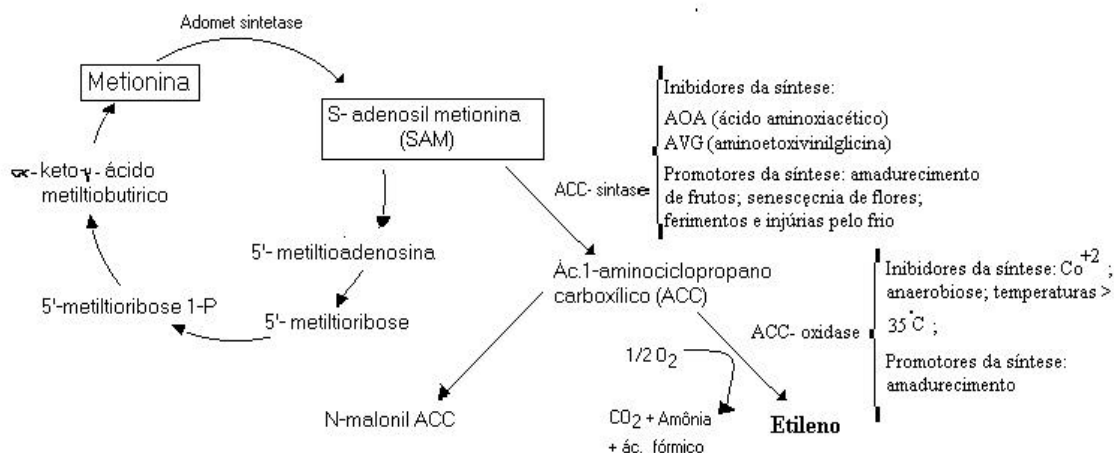 Adomet sintetase
Metionina
S- adenosil metionina
(SAM)
α-keto-γ-ácido
metiltiobutirico
5'-metiltioribose 1-P
5'- metiltioadenosina
5'- metiltioribose
ACC- sintase
Inibidores da síntese:
AOA (ácido aminoxiacético)
AVG (aminoetoxivinilglicina)
Promotores da síntese: amadurecimento
de frutos; senescęcnia de flores;
ferimentos e injúrias pelo frio
Ác.1-aminociclopropano
carboxílico (ACC)
ACC- oxidase
Inibidores da síntese: Co+2 ;
anaerobiose; temperaturas >
35°C ;
Promotores da síntese:
amadurecimento
N-malonil ACC
1/2 O2
CO2 + Amônia
+ ác. fórmico
Etileno